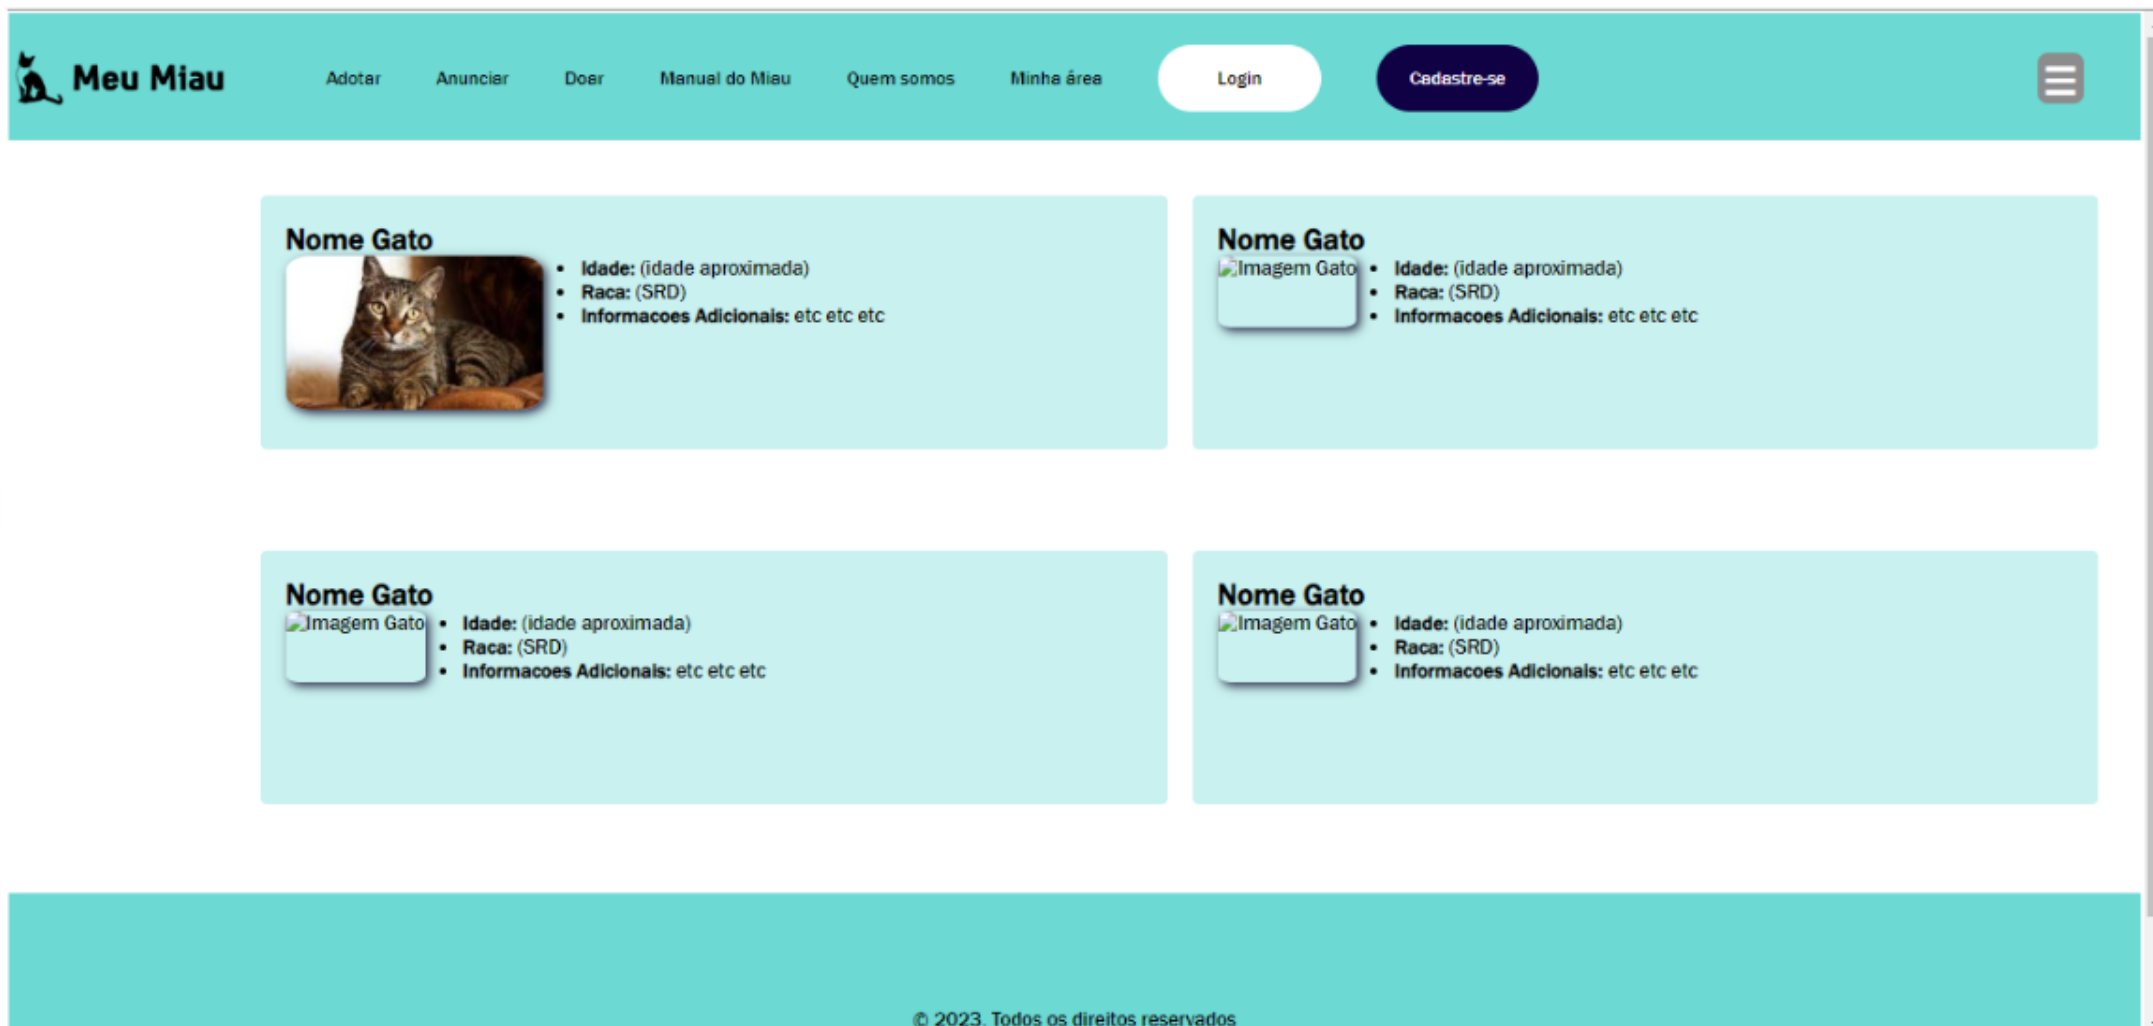 Meu Miau
Adotar Anunciar Doar Manual do Miau Quem somos Minha área Login Cadastre-se
Nome Gato
Idade: (idade aproximada)
Raca: (SRD)
Informacoes Adicionais: etc etc etc
Nome Gato
Imagem Gato
Idade: (idade aproximada)
Raca: (SRD)
Informacoes Adicionais: etc etc etc
Nome Gato
Imagem Gato
Idade: (idade aproximada)
Raca: (SRD)
Informacoes Adicionais: etc etc etc
Nome Gato
Imagem Gato
Idade: (idade aproximada)
Raca: (SRD)
Informacoes Adicionais: etc etc etc
© 2023. Todos os direitos reservados